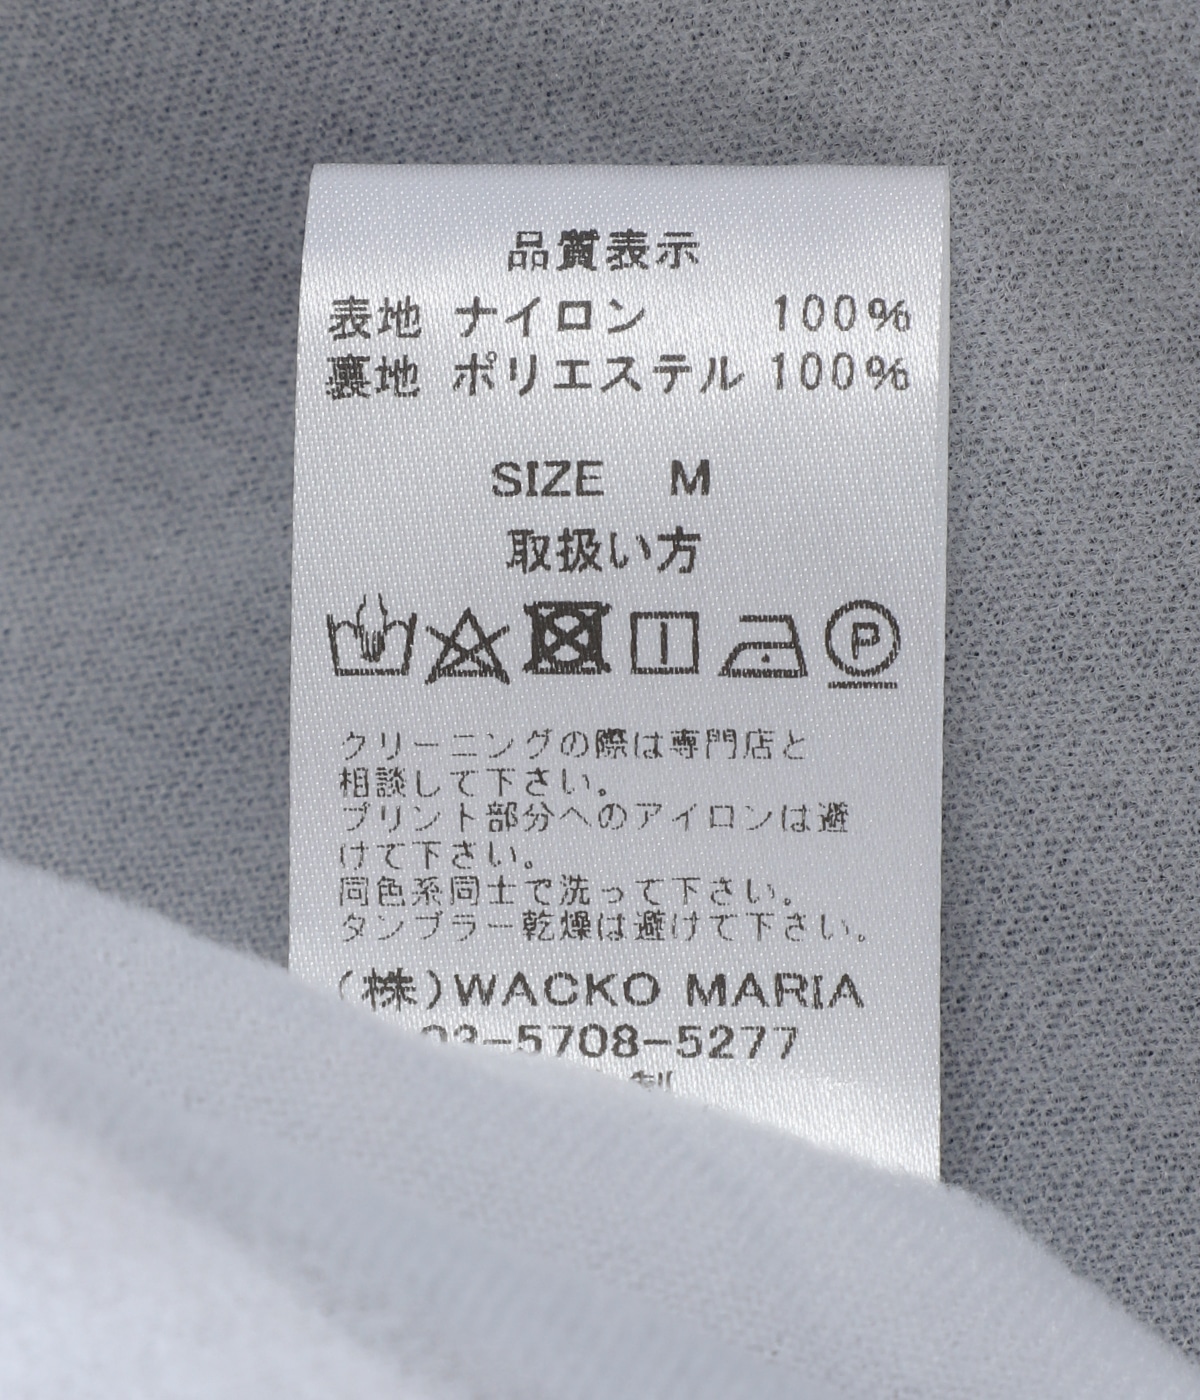 品質表示
表地 ナイロン 100%
裏地 ポリエステル 100%
SIZE M
取扱い方
P
クリーニングの際は専門店と
相談して下さい。
プリント部分へのアイロンは避
けて下さい。
同色系同士で洗って下さい。
タンブラー乾燥は避けて下さい。
(株)WACKO MARIA
03-5708-5277